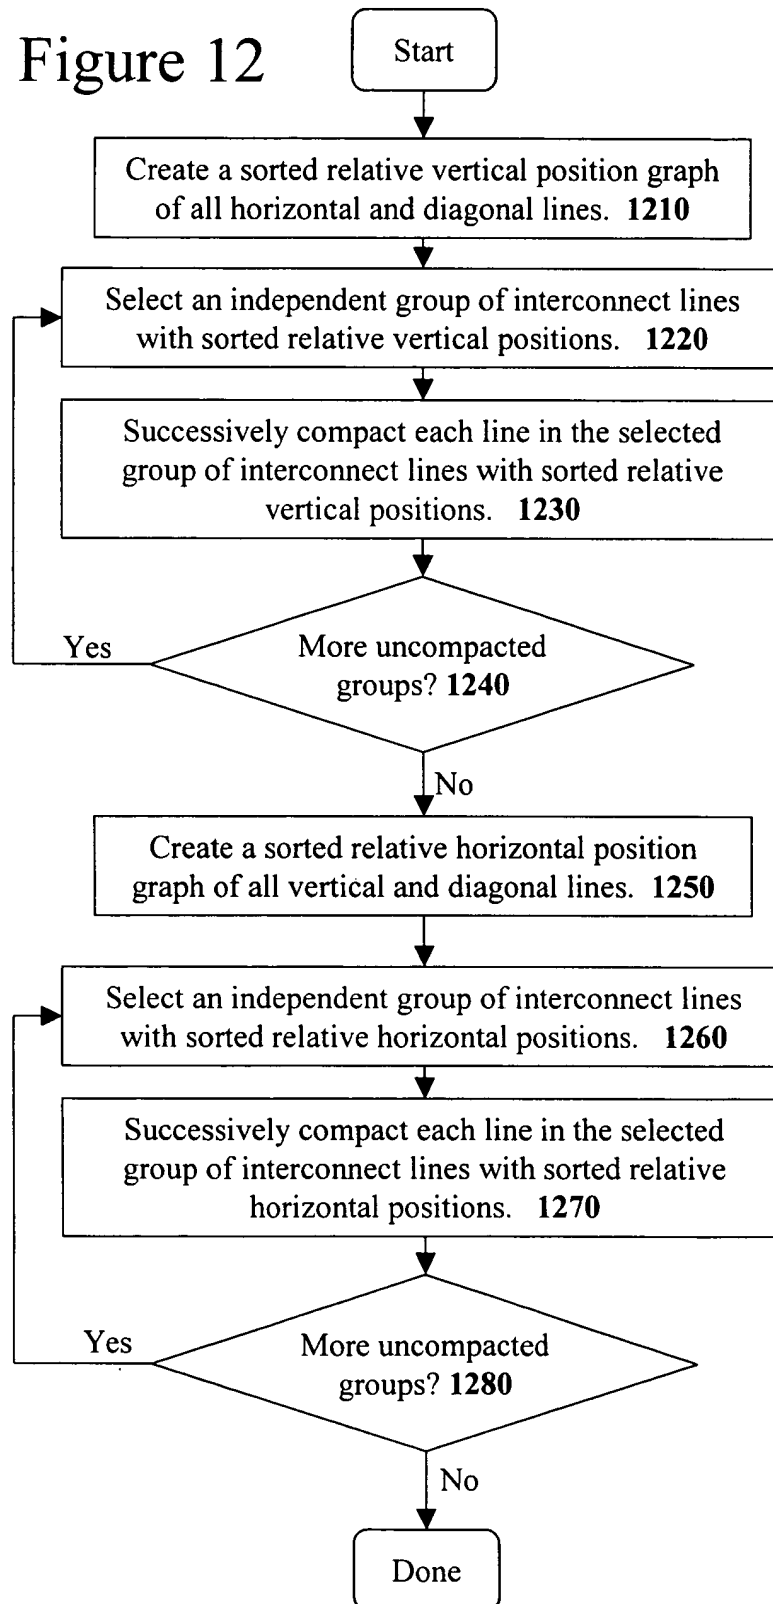 Figure 12
Start
Create a sorted relative vertical position graph
of all horizontal and diagonal lines. 1210
Select an independent group of interconnect lines
with sorted relative vertical positions. 1220
Successively compact each line in the selected
group of interconnect lines with sorted relative
vertical positions. 1230
More uncompacted
groups? 1240
Yes
No
Create a sorted relative horizontal position
graph of all vertical and diagonal lines. 1250
Select an independent group of interconnect lines
with sorted relative horizontal positions. 1260
Successively compact each line in the selected
group of interconnect lines with sorted relative
horizontal positions. 1270
More uncompacted
groups? 1280
Yes
No
Done